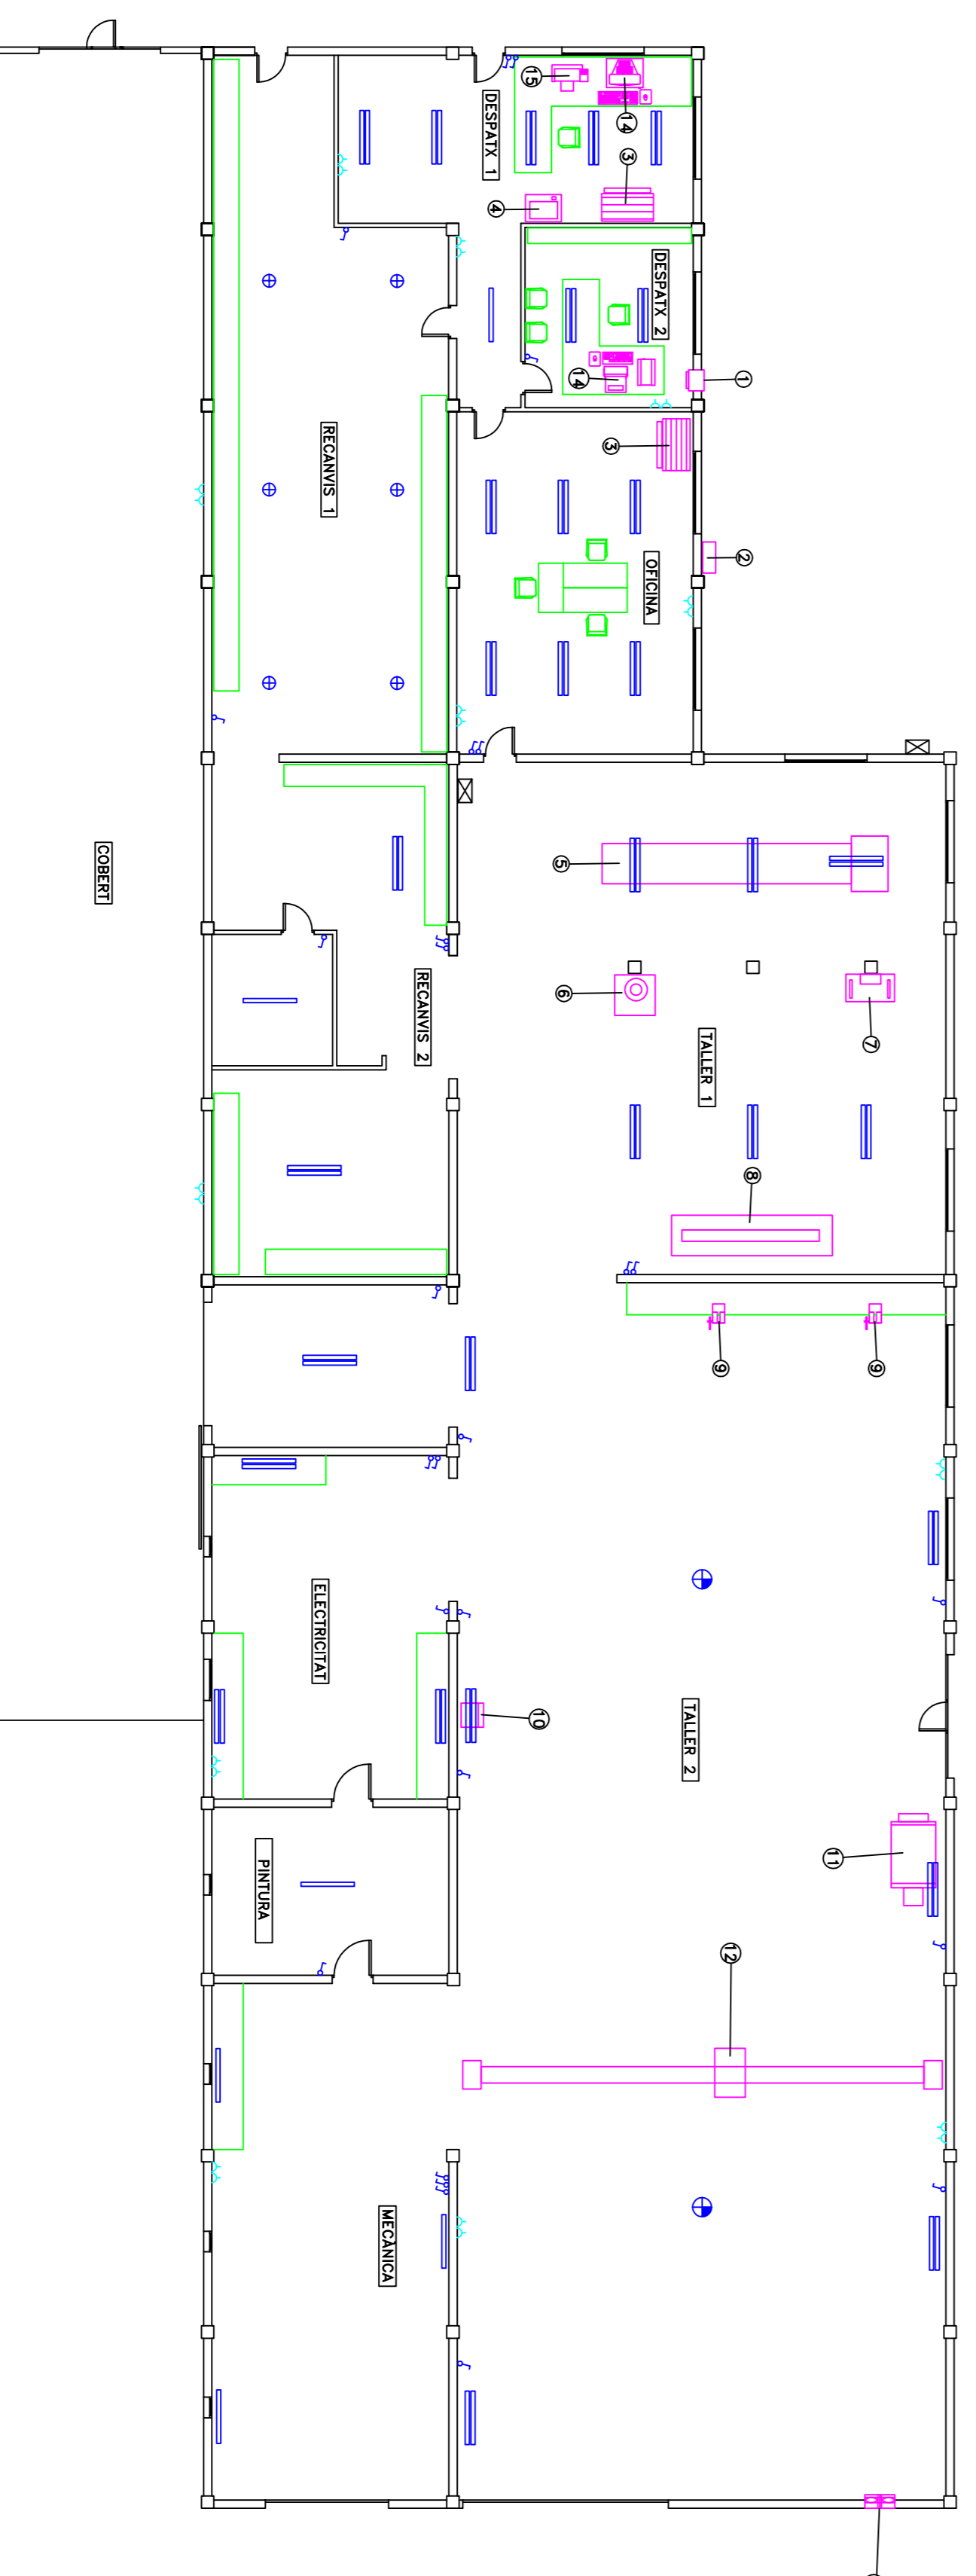 15
14
DESPATX 1
3
4
DESPATX 2
14
1
3
2
OFICINA
RECANVIS 1
COBERT
5
6
7
TALLER 1
RECANVIS 2
8
9
9
ELECTRICITAT
10
TALLER 2
PINTURA
11
12
MECÀNICA